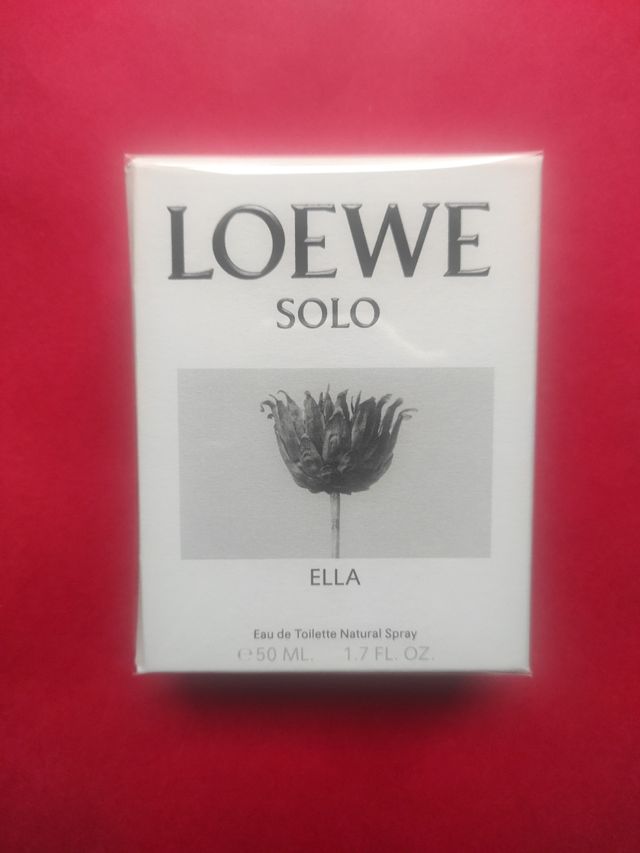 LOEWE
SOLO
ELLA
Eau de Toilette Natural Spray
℮50 ML. 1.7 FL. OZ.